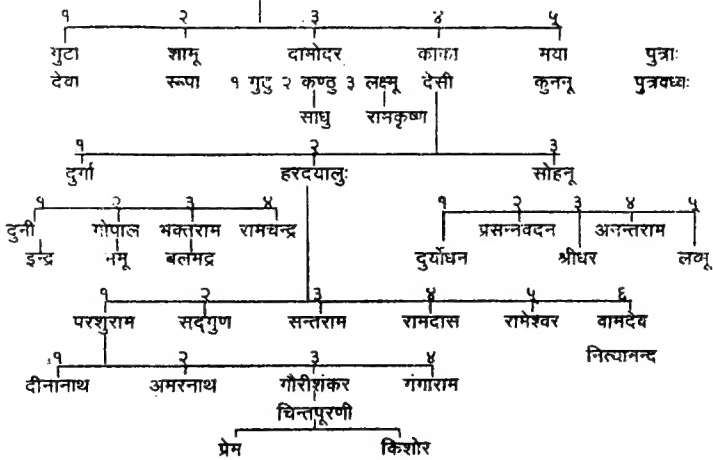 १ २ ३ ४ ५
गुटा शामू दामोदर काका मया पुत्राः
देवा रूपा १ गुटु २ कण्ठु ३ लक्ष्मू देसी कुननू पुत्रवध्वः
साधु रामकृष्ण
१ २ ३
दुर्गा हरदयालुः सोहनू
१ २ ३ ४ १ २ ३ ४ ५
दुनी गोपाल भक्तराम रामचन्द्र प्रसन्नवदन अनन्तराम
इन्द्र नमू बलभद्र दुर्योधन श्रीधर लब्भू
१ २ ३ ४ ५ ६
परशुराम सद्गुण सन्तराम रामदास रामेश्वर वामदेव
नित्यानन्द
१ २ ३ ४
दीनानाथ अमरनाथ गौरीशंकर गंगाराम
चिन्तपूरणी
प्रेम किशोर